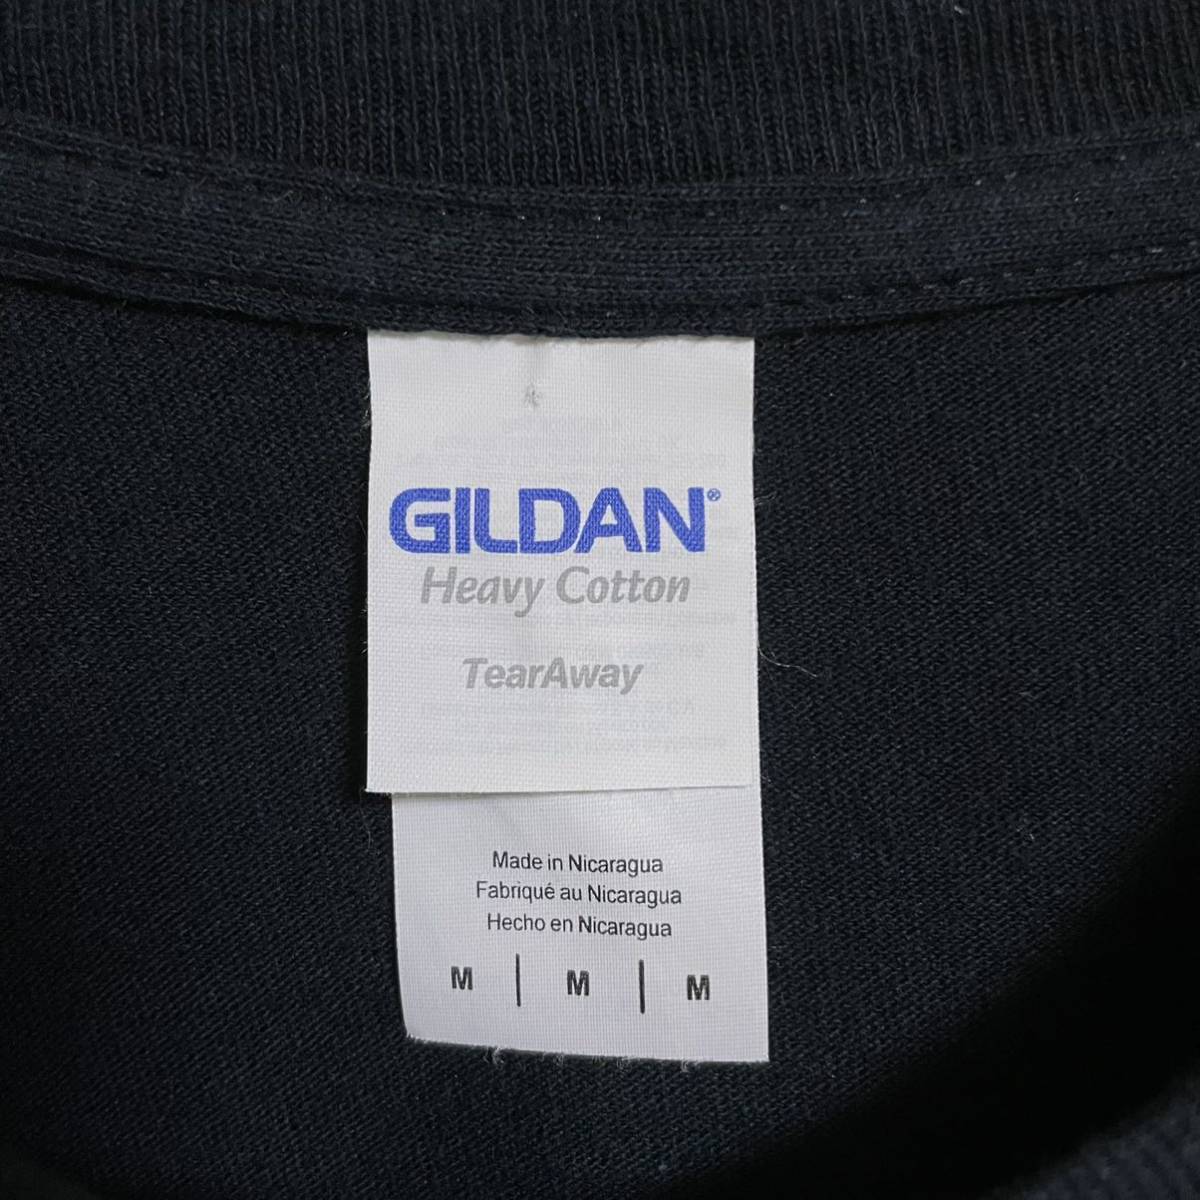 GILDAN®
Heavy Cotton
TearAway
Made in Nicaragua
Fabriqué au Nicaragua
Hecho en Nicaragua
M | M | M